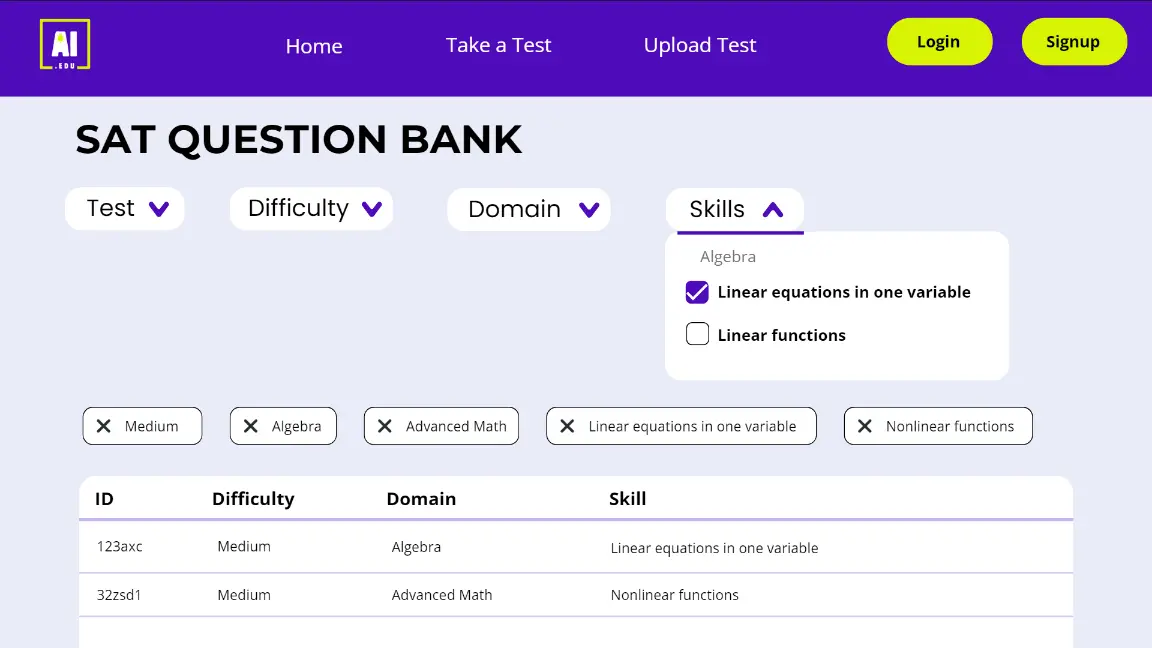 AI
.EDU
Home Take a Test Upload Test Login Signup
SAT QUESTION BANK
Test Difficulty Domain Skills
Algebra
Linear equations in one variable
Linear functions
Medium Algebra Advanced Math Linear equations in one variable Nonlinear functions
ID Difficulty Domain Skill
123axc Medium Algebra Linear equations in one variable
32zsd1 Medium Advanced Math Nonlinear functions